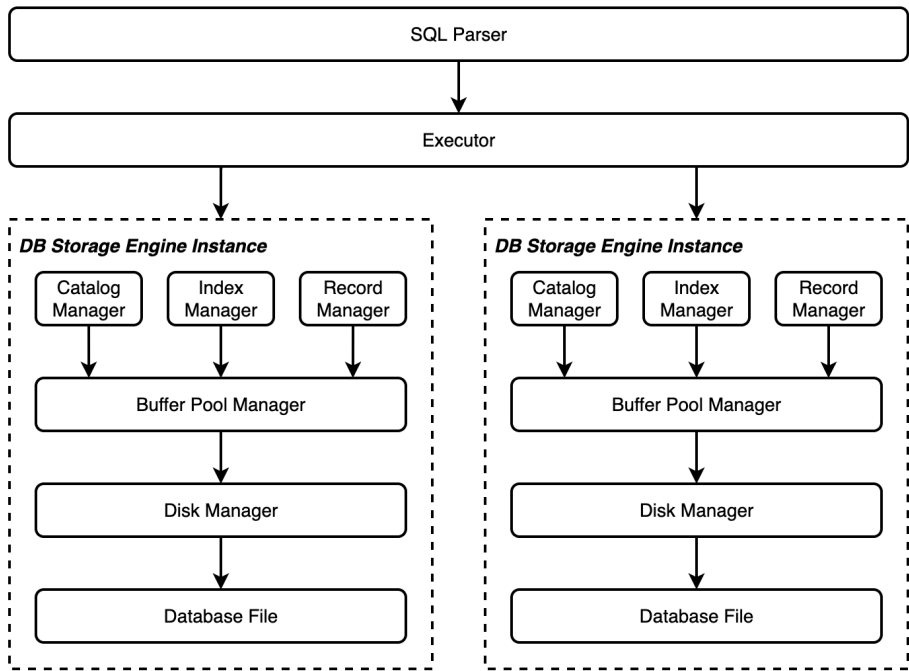 SQL Parser
Executor
DB Storage Engine Instance
Catalog
Manager
Index
Manager
Record
Manager
Buffer Pool Manager
Disk Manager
Database File
DB Storage Engine Instance
Catalog
Manager
Index
Manager
Record
Manager
Buffer Pool Manager
Disk Manager
Database File